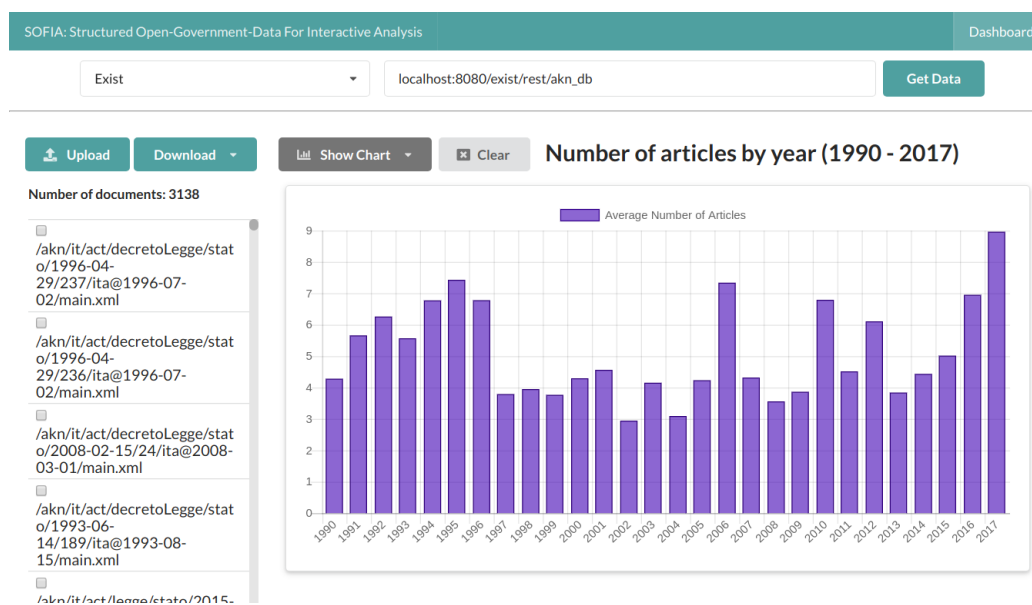 SOFIA: Structured Open-Government-Data For Interactive Analysis
Dashboard
Exist
localhost:8080/exist/rest/akn_db
Get Data
Upload
Download
Show Chart
Clear
Number of articles by year (1990 - 2017)
Number of documents: 3138
/akn/it/act/decretoLegge/stat
o/1996-04-
29/237/ita@1996-07-
02/main.xml
/akn/it/act/decretoLegge/stat
o/1996-04-
29/236/ita@1996-07-
02/main.xml
/akn/it/act/decretoLegge/stat
o/2008-02-15/24/ita@2008-
03-01/main.xml
/akn/it/act/decretoLegge/stat
o/1993-06-
14/189/ita@1993-08-
15/main.xml
/akn/it/act/legge/stato/2015-
Average Number of Articles
9
8
7
6
5
4
3
2
1
0
1990 1991 1992 1993 1994 1995 1996 1997 1998 1999 2000 2001 2002 2003 2004 2005 2006 2007 2008 2009 2010 2011 2012 2013 2014 2015 2016 2017